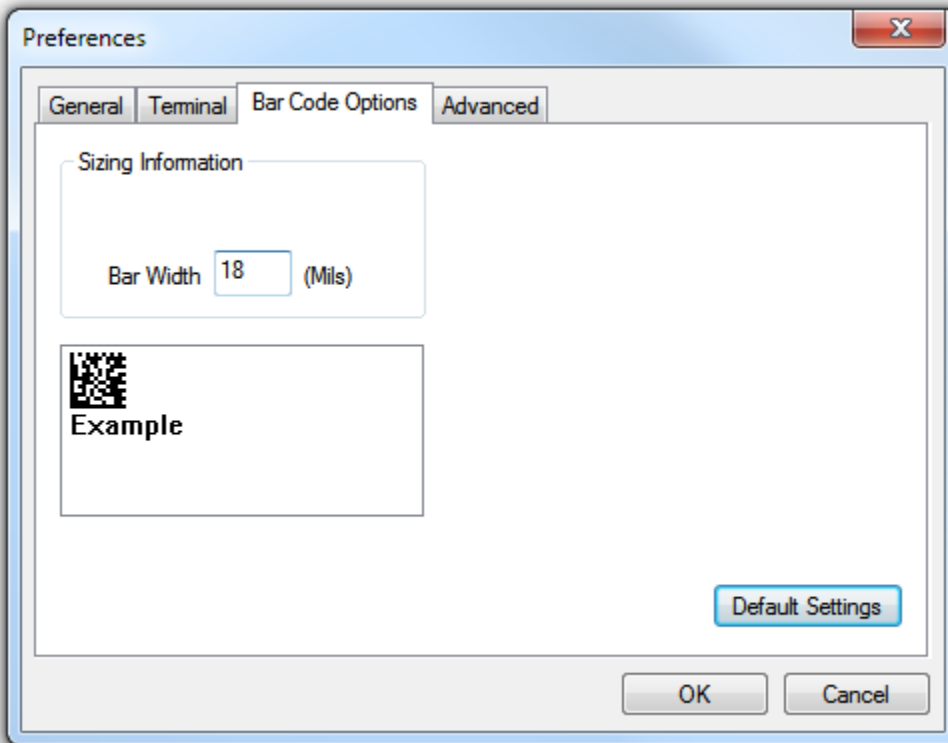 Preferences
General Terminal Bar Code Options Advanced
Sizing Information
Bar Width 18 (Mils)
Example
Default Settings
OK Cancel